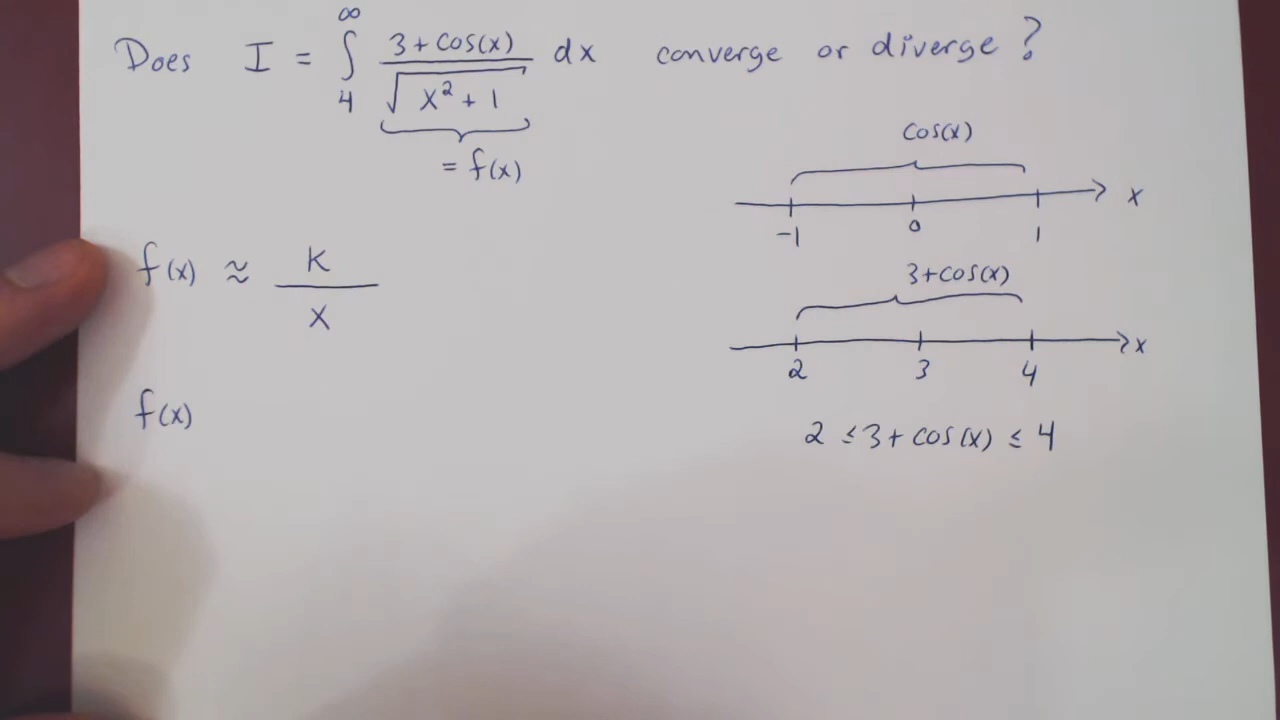 Does I = ∫₄^∞ (3 + cos(x)) / √(x² + 1) dx converge or diverge?
= f(x)
cos(x)
-1 0 1 x
f(x) ≈ K / x
3+cos(x)
2 3 4 x
f(x)
2 ≤ 3 + cos(x) ≤ 4